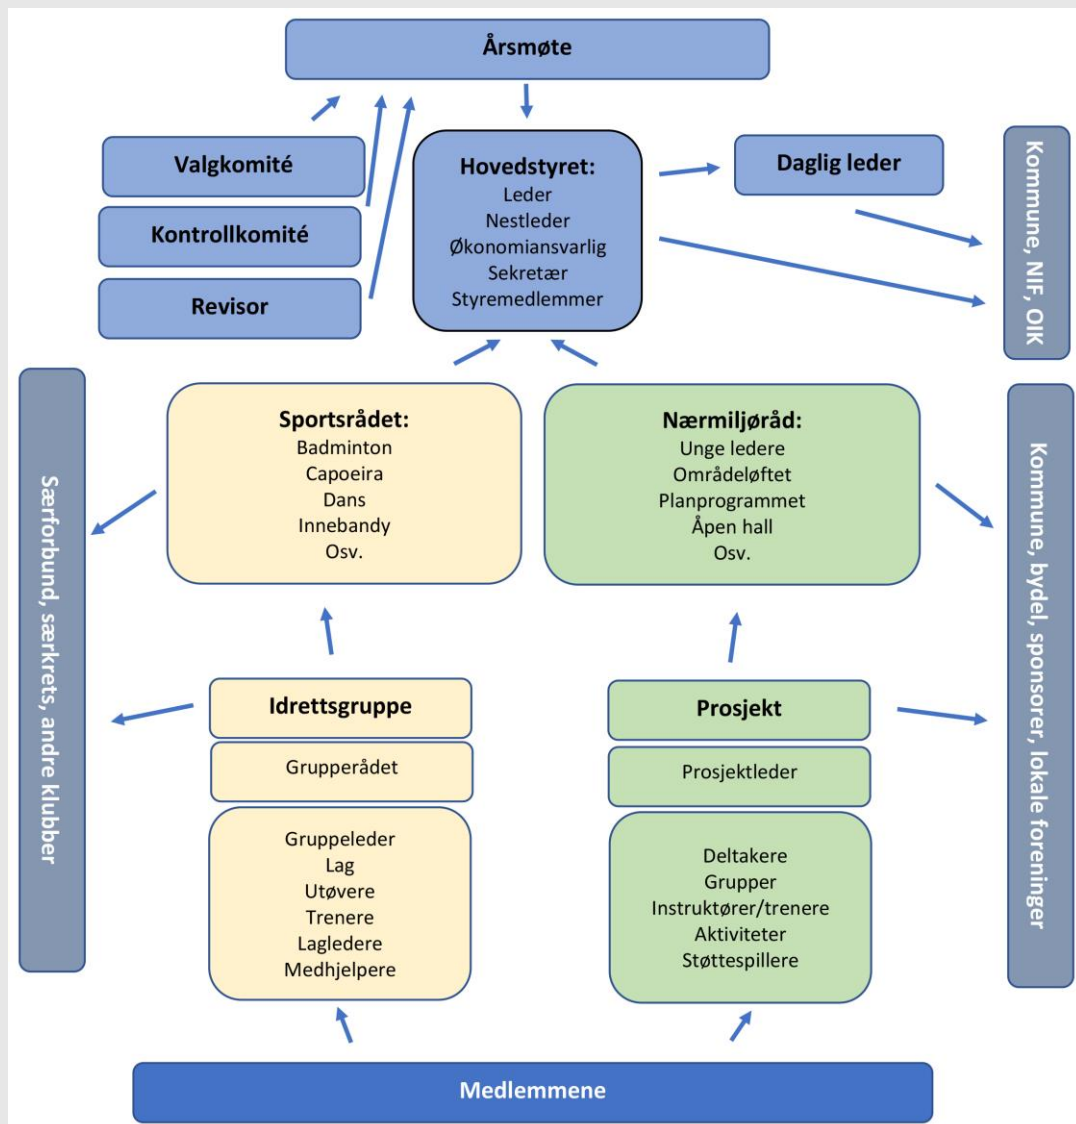 Årsmøte
Valgkomité
Kontrollkomité
Revisor
Hovedstyret:
Leder
Nestleder
Økonomiansvarlig
Sekretær
Styremedlemmer
Daglig leder
Kommune, NIF, OIK
Særforbund, særkrets, andre klubber
Sportsrådet:
Badminton
Capoeira
Dans
Innebandy
Osv.
Nærmiljøråd:
Unge ledere
Områdeløftet
Planprogrammet
Åpen hall
Osv.
Kommune, bydel, sponsorer, lokale foreninger
Idrettsgruppe
Grupperådet
Gruppeleder
Lag
Utøvere
Trenere
Lagledere
Medhjelpere
Prosjekt
Prosjektleder
Deltakere
Grupper
Instruktører/trenere
Aktiviteter
Støttespillere
Medlemmene